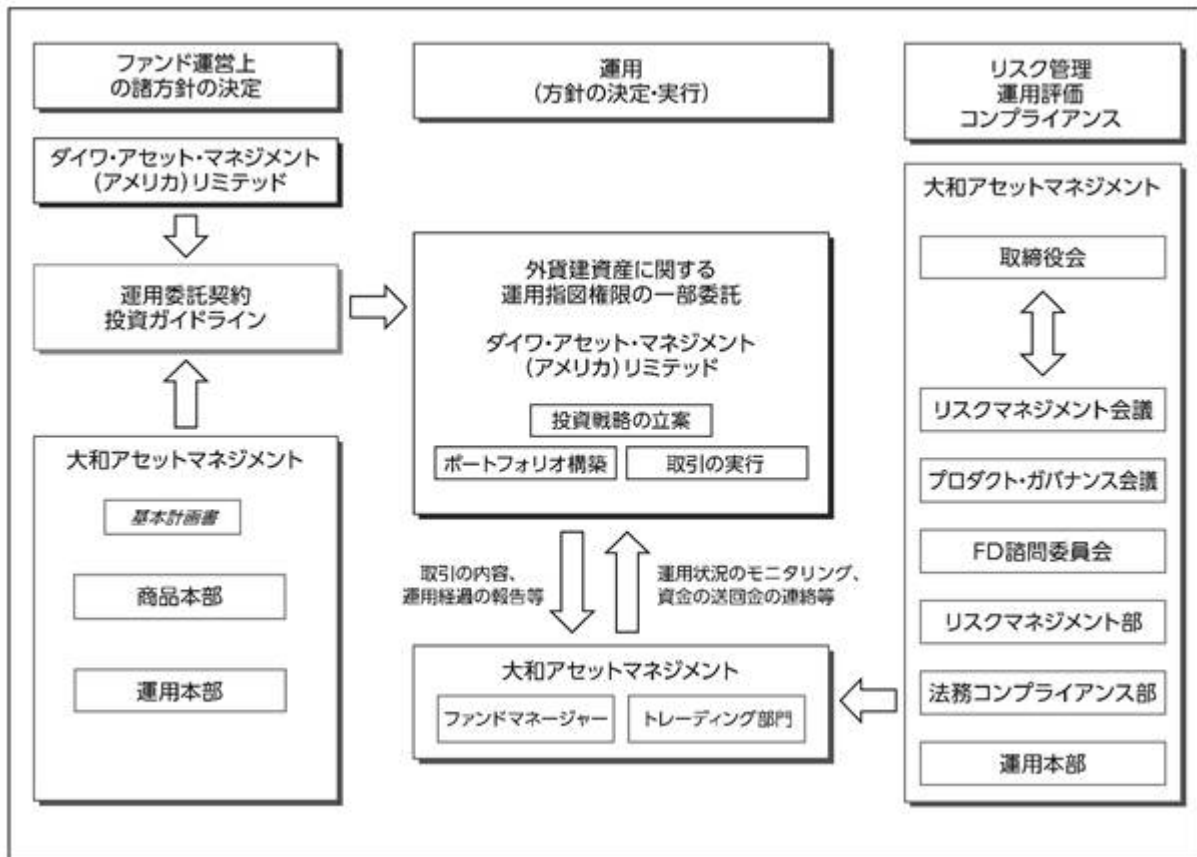 ファンド運営上
の諸方針の決定
ダイワ・アセット・マネジメント
(アメリカ)リミテッド
運用委託契約
投資ガイドライン
大和アセットマネジメント
基本計画書
商品本部
運用本部
運用
(方針の決定・実行)
外貨建資産に関する
運用指図権限の一部委託
ダイワ・アセット・マネジメント
(アメリカ)リミテッド
投資戦略の立案
ポートフォリオ構築
取引の実行
取引の内容、
運用経過の報告等
運用状況のモニタリング、
資金の送回金の連絡等
大和アセットマネジメント
ファンドマネージャー
トレーディング部門
リスク管理
運用評価
コンプライアンス
大和アセットマネジメント
取締役会
リスクマネジメント会議
プロダクト・ガバナンス会議
FD諮問委員会
リスクマネジメント部
法務コンプライアンス部
運用本部